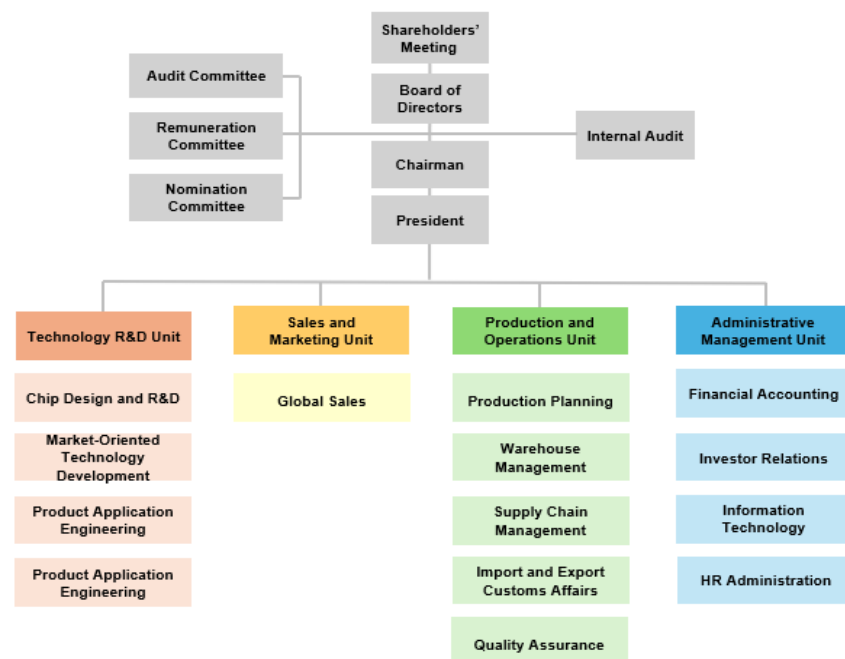 Shareholders'
Meeting
Audit Committee
Board of
Directors
Remuneration
Committee
Internal Audit
Chairman
Nomination
Committee
President
Technology R&D Unit
Sales and
Marketing Unit
Production and
Operations Unit
Administrative
Management Unit
Chip Design and R&D
Global Sales
Production Planning
Financial Accounting
Market-Oriented
Technology
Development
Warehouse
Management
Investor Relations
Product Application
Engineering
Supply Chain
Management
Information
Technology
Product Application
Engineering
Import and Export
Customs Affairs
HR Administration
Quality Assurance